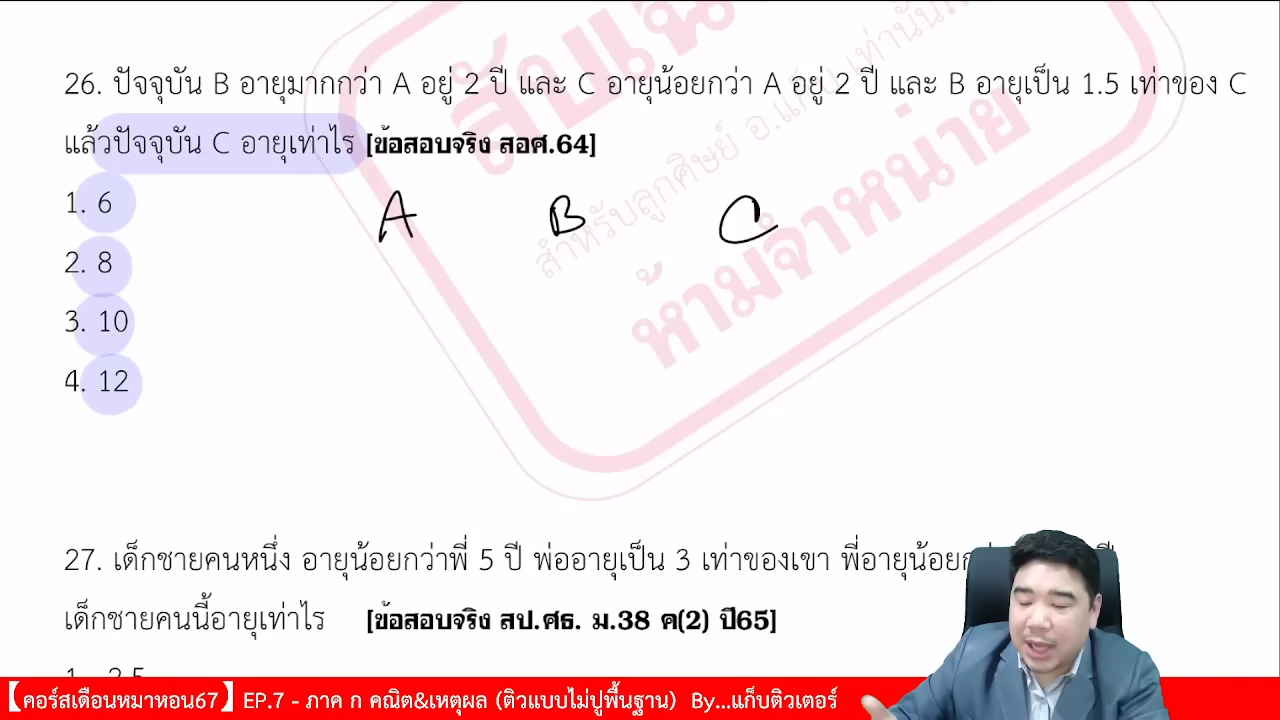 26. ปัจจุบัน B อายุมากกว่า A อยู่ 2 ปี และ C อายุน้อยกว่า A อยู่ 2 ปี และ B อายุเป็น 1.5 เท่าของ C
แล้วปัจจุบัน C อายุเท่าไร [ข้อสอบจริง สอศ.64]
1. 6
2. 8
3. 10
4. 12
A B C
สำหรับลูกศิษย์ อ.แก็บ เท่านั้น!!
ห้ามจำหน่าย
27. เด็กชายคนหนึ่ง อายุน้อยกว่าพี่ 5 ปี พ่ออายุเป็น 3 เท่าของเขา พี่อายุน้อย
เด็กชายคนนี้อายุเท่าไร [ข้อสอบจริง สป.ศธ. ม.38 ค(2) ปี65]
【คอร์สเดือนหมาหอน67】 EP.7 - ภาค ก คณิต&เหตุผล (ติวแบบไม่ปูพื้นฐาน) By...แก็บติวเตอร์